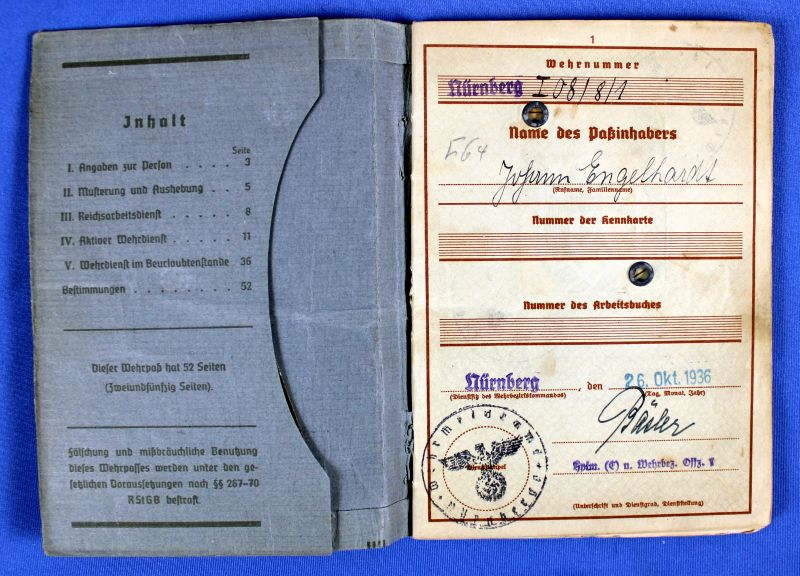 Inhalt
Seite
I. Angaben zur Person . . . . 3
II. Musterung und Aushebung . . 5
III. Reichsarbeitsdienst . . . . . 8
IV. Aktiver Wehrdienst . . . . . 11
V. Wehrdienst im Beurlaubtenstande 36
Bestimmungen . . . . . . . . 52
Dieser Wehrpaß hat 52 Seiten
(Zweiundfünfzig Seiten).
Fälschung und mißbräuchliche Benutzung
dieses Wehrpasses werden unter den ge-
setzlichen Voraussetzungen nach §§ 267-70
RStGB bestraft.
1
Wehrnummer
Nürnberg I 08/8/1
Name des Paßinhabers
Johann Engelhardt
(Rufname, Familienname)
Nummer der Kennkarte
Nummer des Arbeitsbuches
Nürnberg, den 26. Okt. 1936
(Dienstsitz des Wehrbezirkskommandos) (Tag, Monat, Jahr)
Hptm. (E) u. Wehrbez. Offz. 1
(Unterschrift und Dienstgrad, Dienststellung)